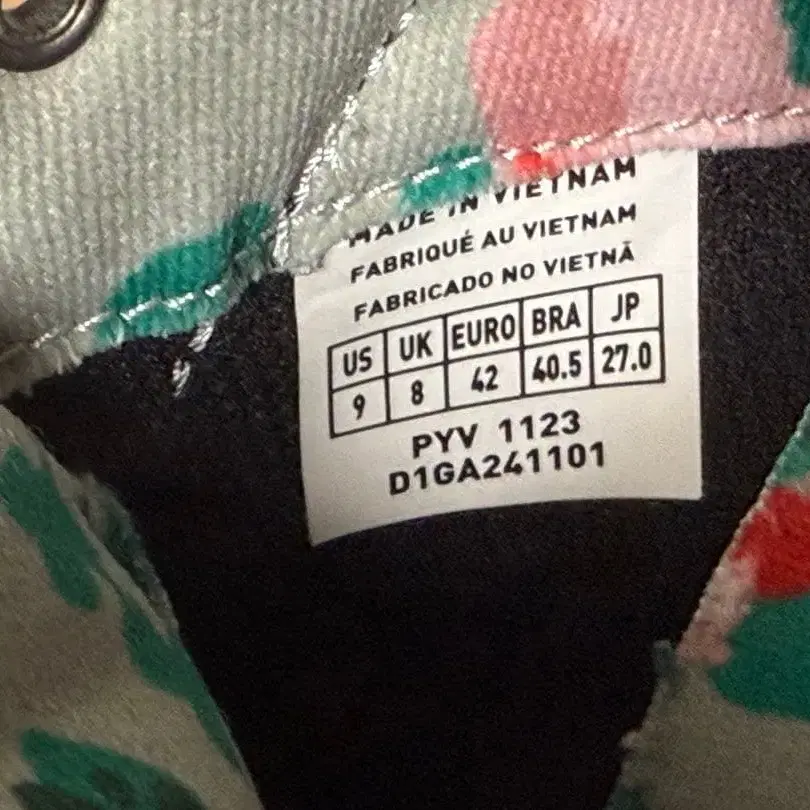 MADE IN VIETNAM
FABRIQUÉ AU VIETNAM
FABRICADO NO VIETNÃ
US UK EURO BRA JP
9 8 42 40.5 27.0
PYV 1123
D1GA241101